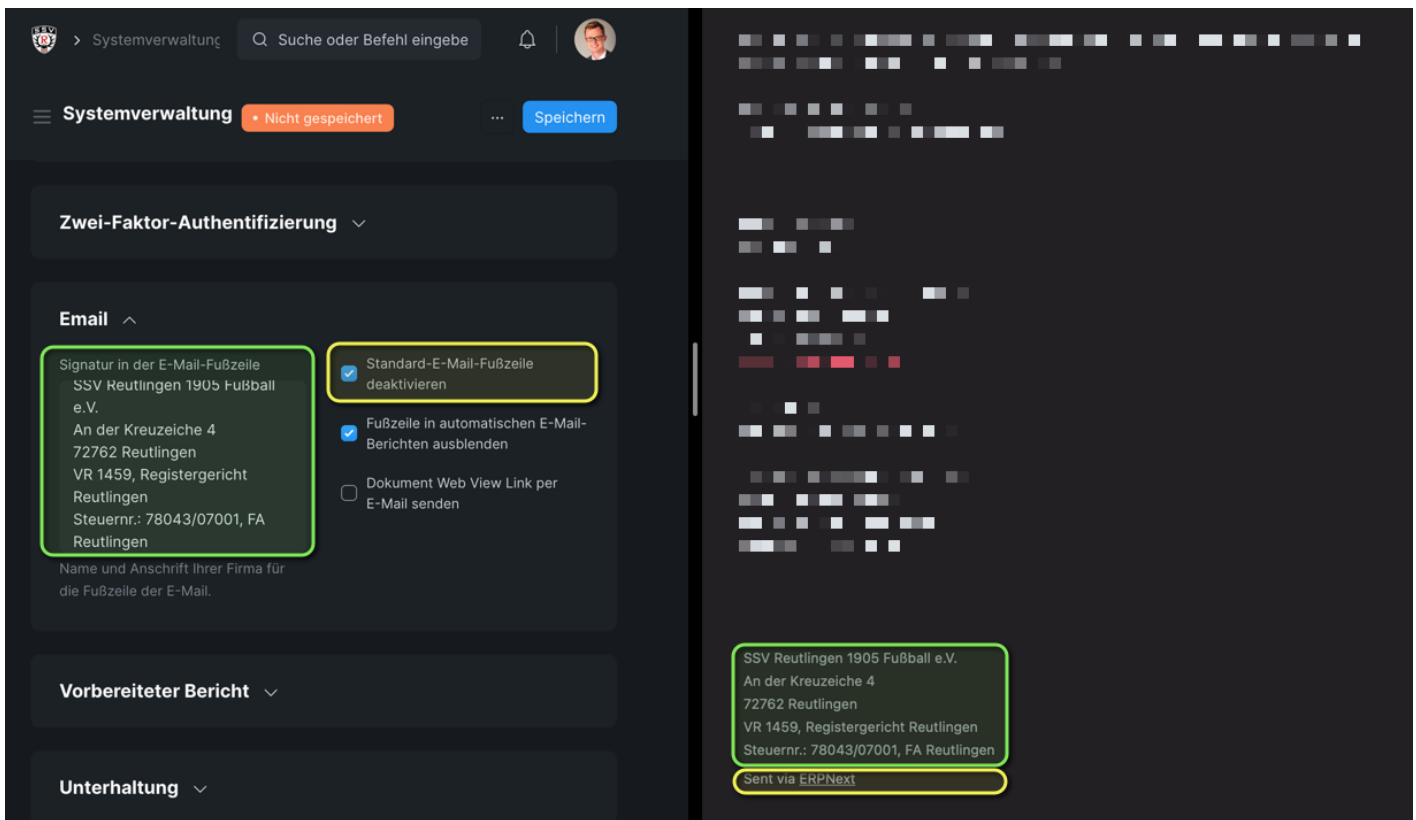 SSV
R
> Systemverwaltung
Suche oder Befehl eingebe
Systemverwaltung
• Nicht gespeichert
...
Speichern
Zwei-Faktor-Authentifizierung
Email
Signatur in der E-Mail-Fußzeile
SSV Reutlingen 1905 Fußball
e.V.
An der Kreuzeiche 4
72762 Reutlingen
VR 1459, Registergericht
Reutlingen
Steuernr.: 78043/07001, FA
Reutlingen
Name und Anschrift Ihrer Firma für
die Fußzeile der E-Mail.
Standard-E-Mail-Fußzeile
deaktivieren
Fußzeile in automatischen E-Mail-
Berichten ausblenden
Dokument Web View Link per
E-Mail senden
Vorbereiteter Bericht
Unterhaltung
SSV Reutlingen 1905 Fußball e.V.
An der Kreuzeiche 4
72762 Reutlingen
VR 1459, Registergericht Reutlingen
Steuernr.: 78043/07001, FA Reutlingen
Sent via ERPNext